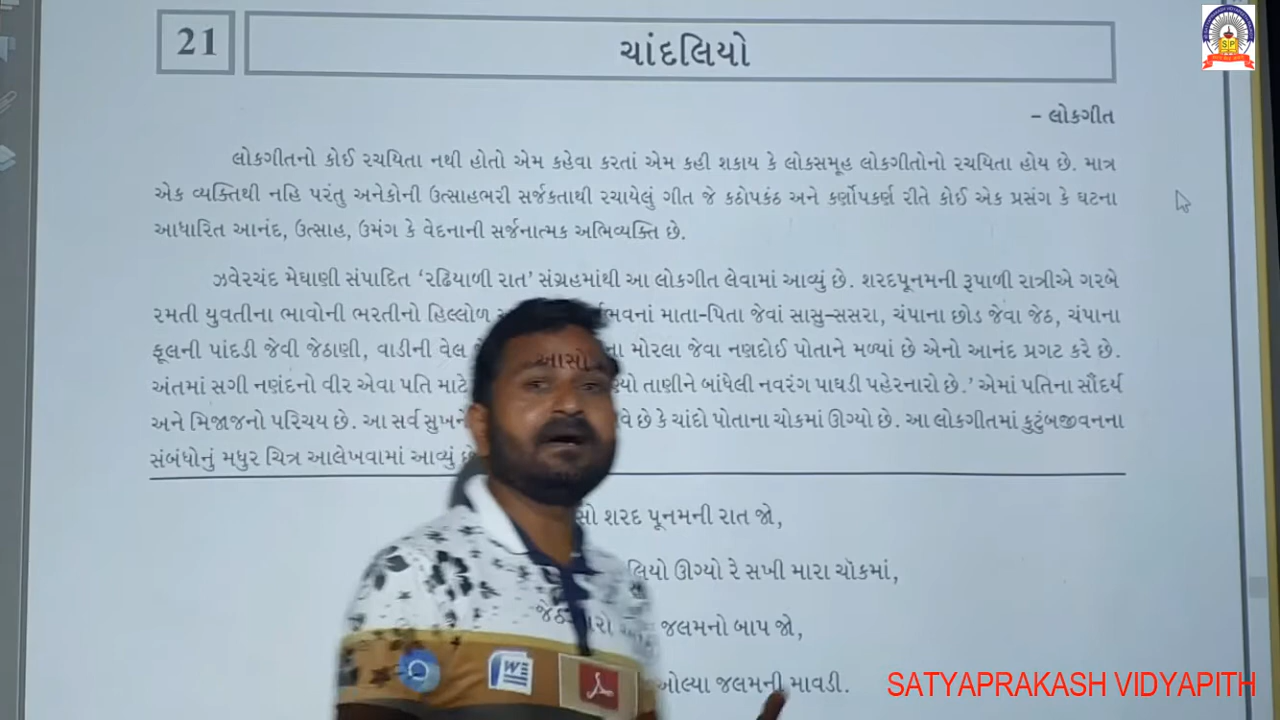 21
ચાંદલિયો
– લોકગીત
લોકગીતનો કોઈ રચયિતા નથી હોતો એમ કહેવા કરતાં એમ કહી શકાય કે લોકસમૂહ લોકગીતોનો રચયિતા હોય છે. માત્ર
એક વ્યક્તિથી નહિ પરંતુ અનેકોની ઉત્સાહભરી સર્જકતાથી રચાયેલું ગીત જે કઠોપકંઠ અને કર્ણોપકર્ણ રીતે કોઈ એક પ્રસંગ કે ઘટના
આધારિત આનંદ, ઉત્સાહ, ઉમંગ કે વેદનાની સર્જનાત્મક અભિવ્યક્તિ છે.
ઝવેરચંદ મેઘાણી સંપાદિત ‘રઢિયાળી રાત’ સંગ્રહમાંથી આ લોકગીત લેવામાં આવ્યું છે. શરદપૂનમની રૂપાળી રાત્રીએ ગરબે
રમતી યુવતીના ભાવોની ભરતીનો હિલ્લોળ માતા-પિતા જેવાં સાસુ-સસરા, ચંપાના છોડ જેવા જેઠ, ચંપાના
ફૂલની પાંદડી જેવી જેઠાણી, વાડીની વેલ મોરલા જેવા નણદોઈ પોતાને મળ્યાં છે એનો આનંદ પ્રગટ કરે છે.
અંતમાં સગી નણંદનો વીર એવા પતિ માટે તાણીને બાંધેલી નવરંગ પાઘડી પહેરનારો છે.’ એમાં પતિના સૌંદર્ય
અને મિજાજનો પરિચય છે. આ સર્વ સુખને છે કે ચાંદો પોતાના ચોકમાં ઊગ્યો છે. આ લોકગીતમાં કુટુંબજીવનના
સંબંધોનું મધુર ચિત્ર આલેખવામાં આવ્યું
આસો શરદ પૂનમની રાત જો,
ઊગ્યો રે સખી મારા ચૉકમાં,
જલમનો બાપ જો,
ઓલ્યા જલમની માવડી.
SATYAPRAKASH VIDYAPITH